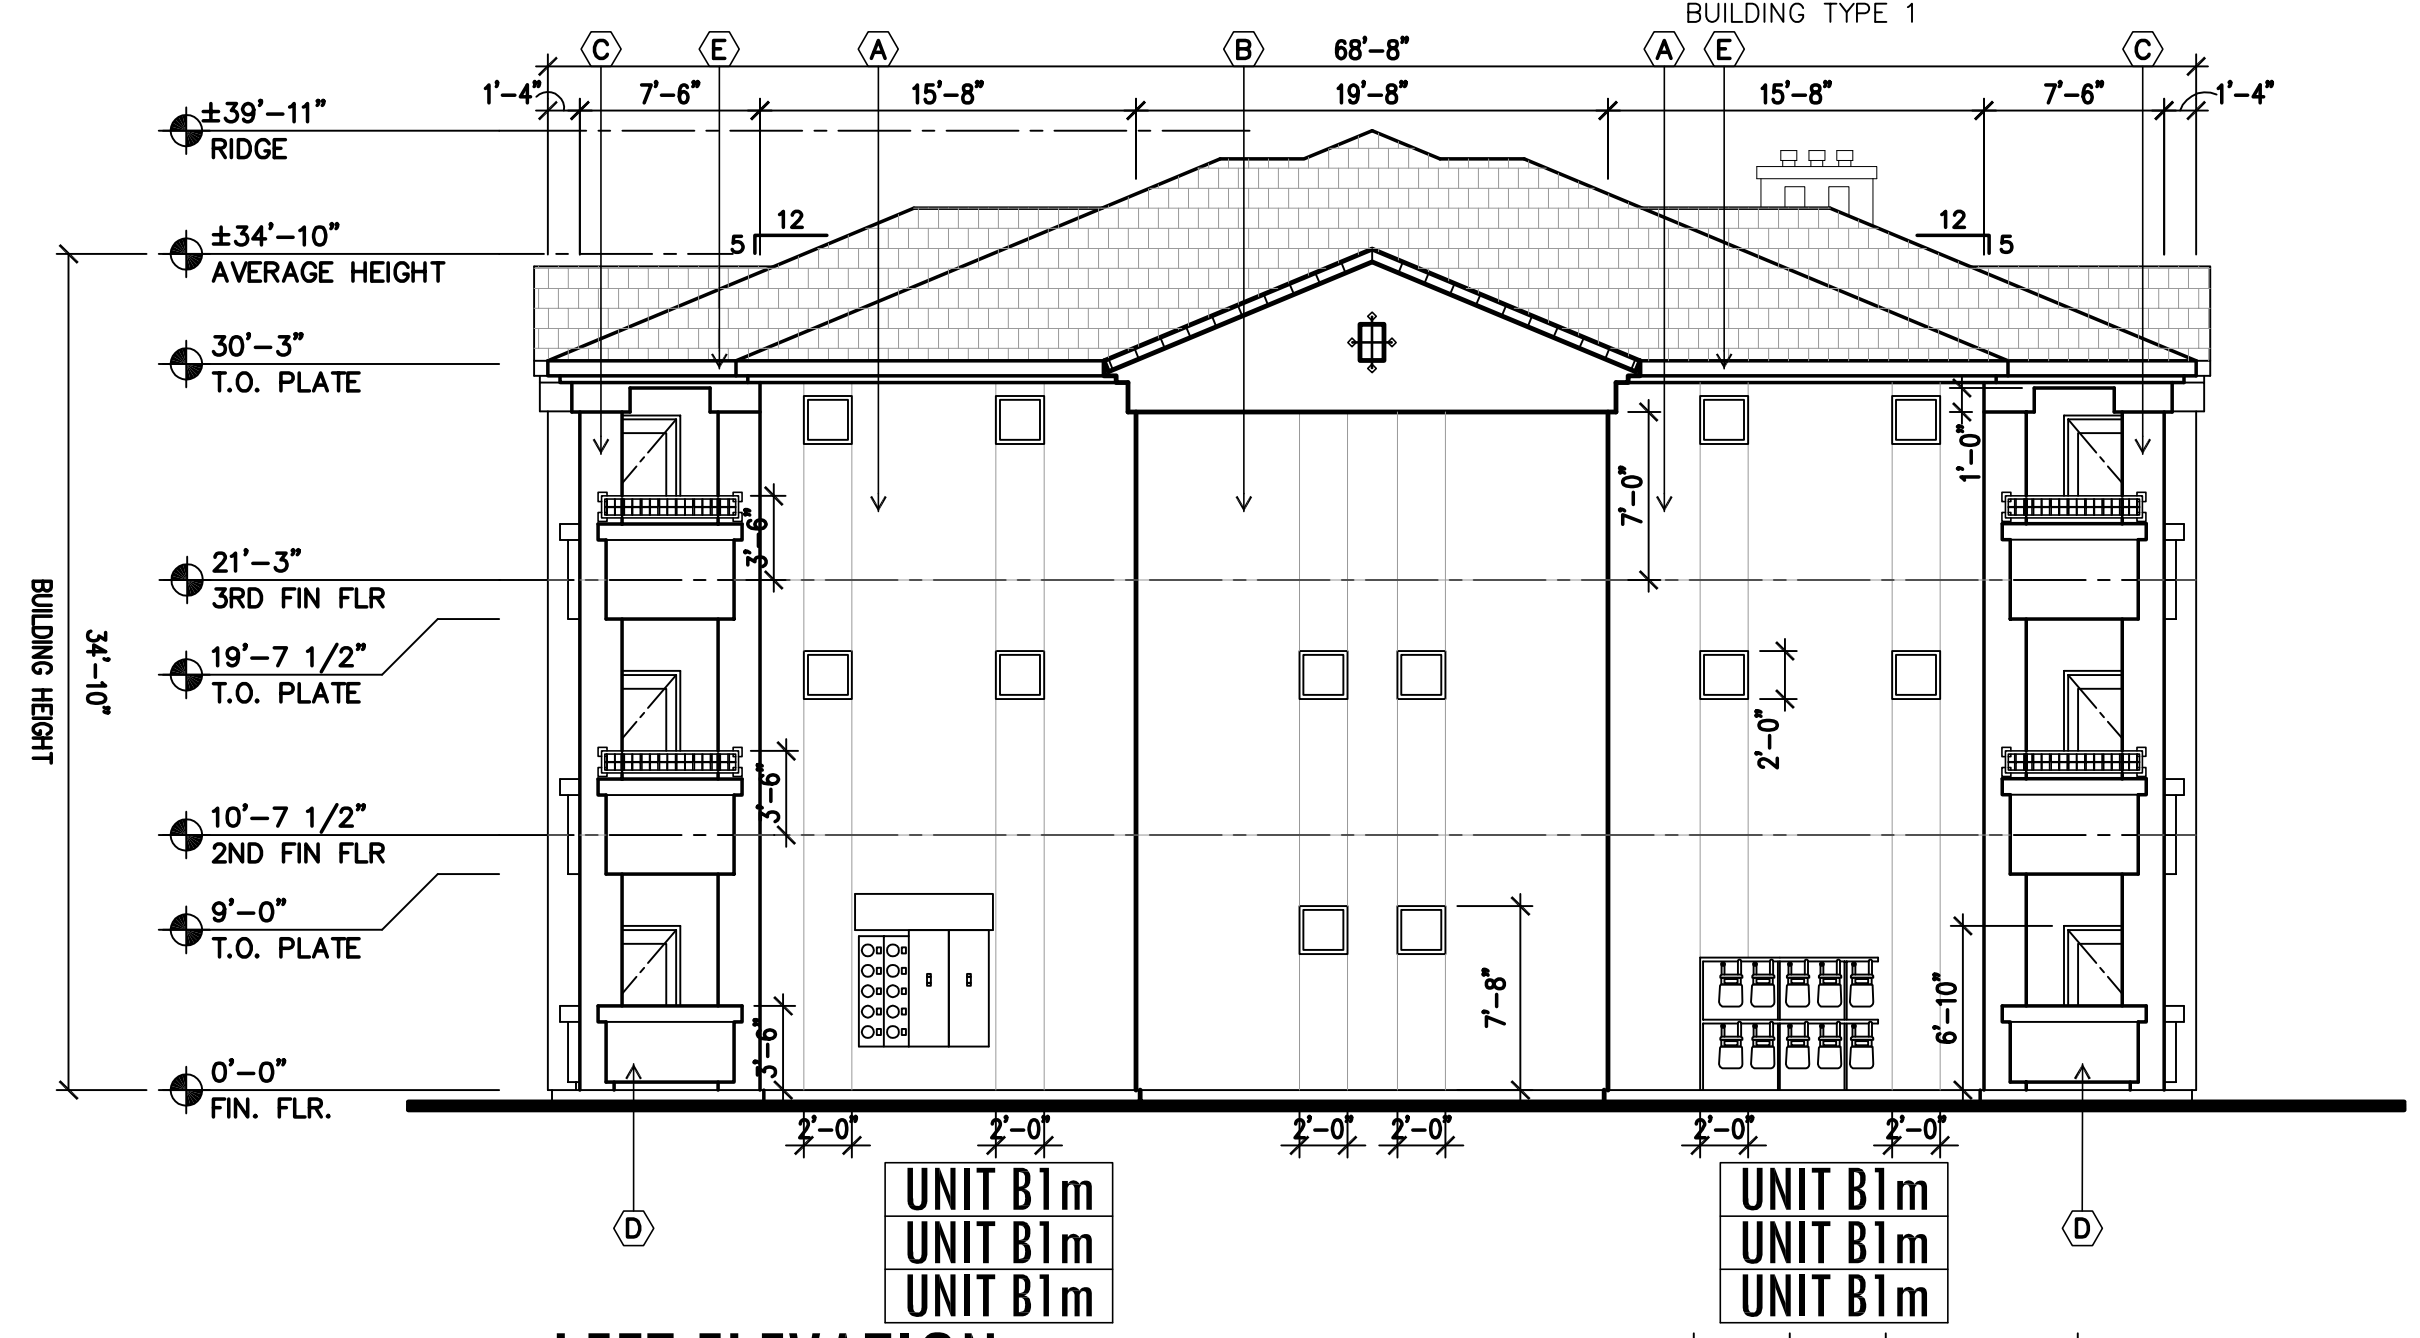 BUILDING TYPE 1
C
E
A
B
68'-8"
A
E
C
1'-4"
7'-6"
15'-8"
19'-8"
15'-8"
7'-6"
1'-4"
±39'-11"
RIDGE
12
5
12
5
±34'-10"
AVERAGE HEIGHT
30'-3"
T.O. PLATE
1'-0"
7'-0"
3'-6"
21'-3"
3RD FIN FLR
19'-7 1/2"
T.O. PLATE
BUILDING HEIGHT
34'-10"
2'-0"
3'-6"
10'-7 1/2"
2ND FIN FLR
9'-0"
T.O. PLATE
7'-8"
6'-10"
3'-6"
0'-0"
FIN. FLR.
2'-0"
2'-0"
2'-0"
2'-0"
2'-0"
2'-0"
D
UNIT B1m
UNIT B1m
UNIT B1m
UNIT B1m
UNIT B1m
UNIT B1m
D
LEFT ELEVATION